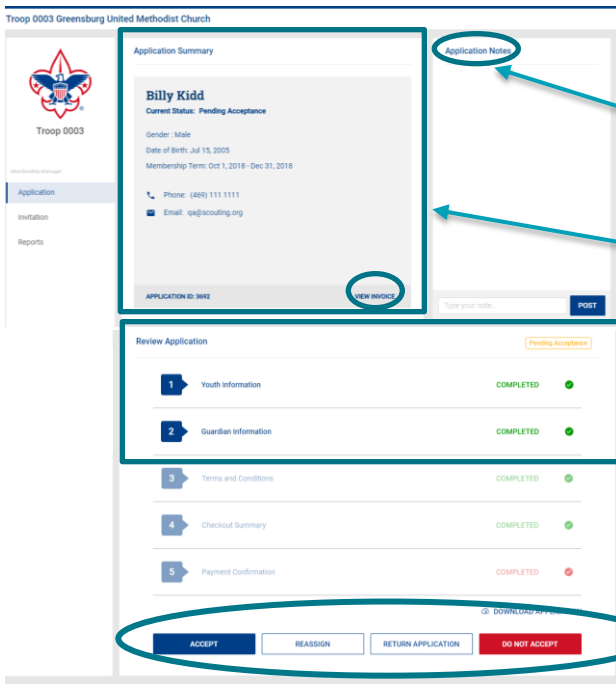 Troop 0003 Greensburg United Methodist Church
Troop 0003
Membership Manager
Application
Invitation
Reports
Application Summary
Billy Kidd
Current Status: Pending Acceptance
Gender : Male
Date of Birth: Jul 15, 2005
Membership Term: Oct 1, 2018 - Dec 31, 2018
Phone: (469) 111 1111
Email: qa@scouting.org
APPLICATION ID: 3692
VIEW INVOICE
Application Notes
Type your note...
POST
Review Application
Pending Acceptance
1 Youth Information COMPLETED
2 Guardian Information COMPLETED
3 Terms and Conditions COMPLETED
4 Checkout Summary COMPLETED
5 Payment Confirmation COMPLETED
DOWNLOAD APPLICATION
ACCEPT
REASSIGN
RETURN APPLICATION
DO NOT ACCEPT